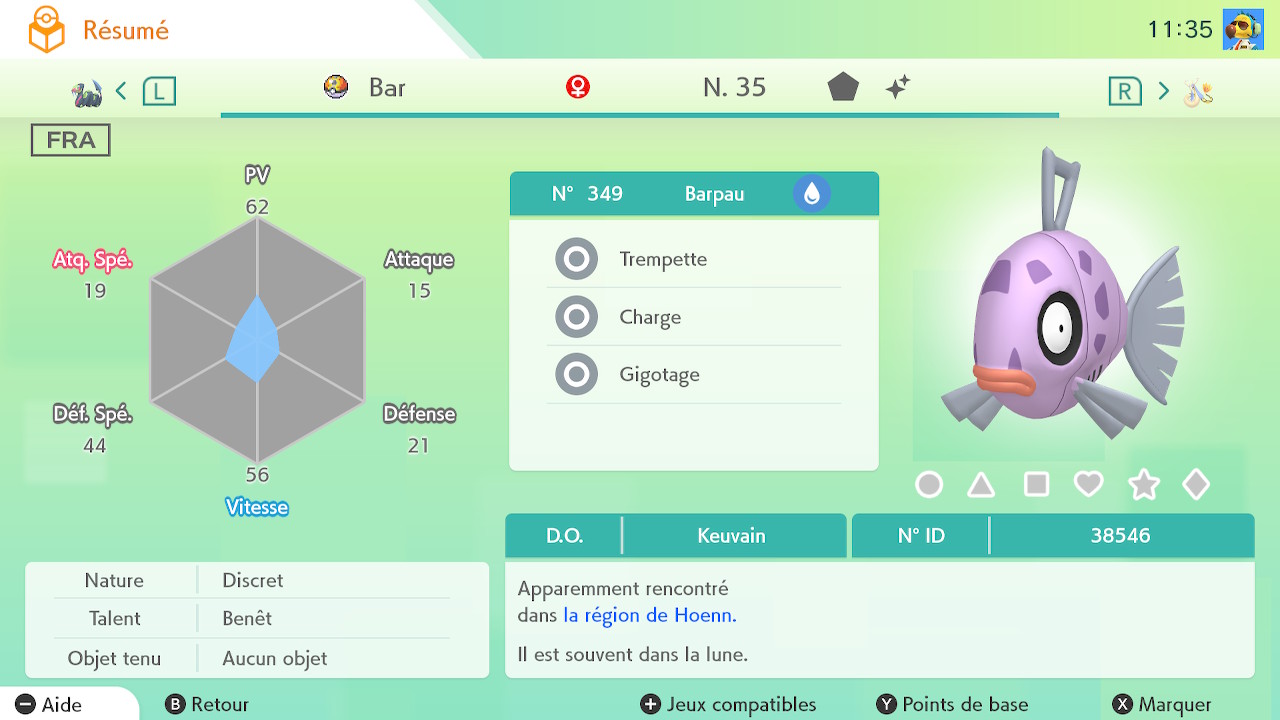 Résumé
11:35
L
Bar
N. 35
R
FRA
PV
62
Atq. Spé.
19
Attaque
15
Déf. Spé.
44
Défense
21
56
Vitesse
N° 349 Barpau
Trempette
Charge
Gigotage
D.O. Keuvain
N° ID 38546
Apparemment rencontré
dans la région de Hoenn.
Il est souvent dans la lune.
Nature Discret
Talent Benêt
Objet tenu Aucun objet
Aide
B Retour
Jeux compatibles
Y Points de base
X Marquer